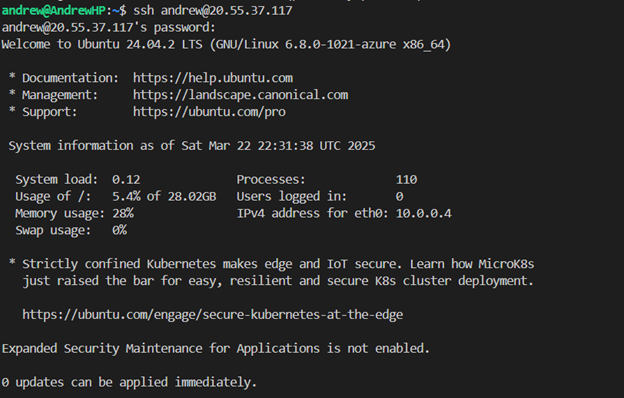 andrew@AndrewHP:~$ ssh andrew@20.55.37.117
andrew@20.55.37.117's password:
Welcome to Ubuntu 24.04.2 LTS (GNU/Linux 6.8.0-1021-azure x86_64)
* Documentation: https://help.ubuntu.com
* Management: https://landscape.canonical.com
* Support: https://ubuntu.com/pro
System information as of Sat Mar 22 22:31:38 UTC 2025
System load: 0.12 Processes: 110
Usage of /: 5.4% of 28.02GB Users logged in: 0
Memory usage: 28% IPv4 address for eth0: 10.0.0.4
Swap usage: 0%
* Strictly confined Kubernetes makes edge and IoT secure. Learn how MicroK8s
just raised the bar for easy, resilient and secure K8s cluster deployment.
https://ubuntu.com/engage/secure-kubernetes-at-the-edge
Expanded Security Maintenance for Applications is not enabled.
0 updates can be applied immediately.